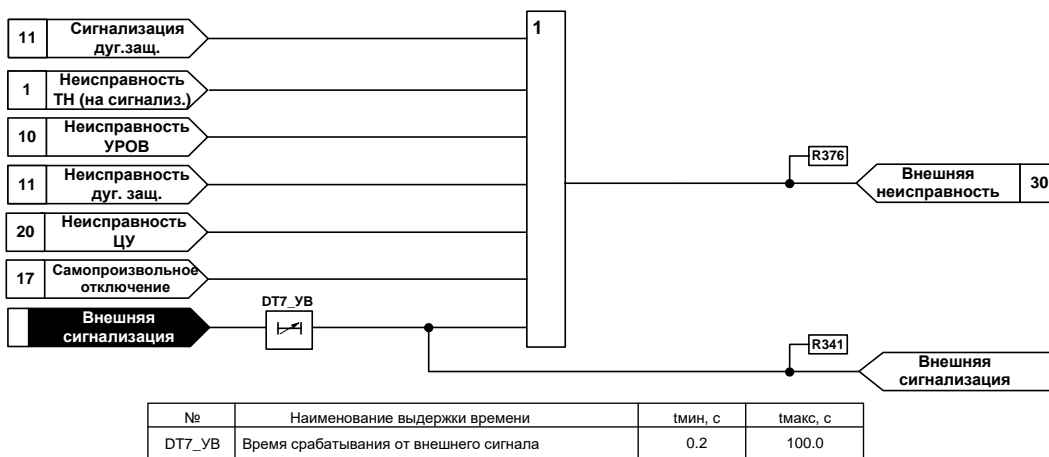 11
Сигнализация
дуг.защ.
1
Неисправность
ТН (на сигнализ.)
10
Неисправность
УРОВ
11
Неисправность
дуг. защ.
20
Неисправность
ЦУ
17
Самопроизвольное
отключение
Внешняя
сигнализация
DT7_УВ
1
R376
Внешняя
неисправность
30
R341
Внешняя
сигнализация
№ Наименование выдержки времени tмин, с tмакс, с
DT7_УВ Время срабатывания от внешнего сигнала 0.2 100.0